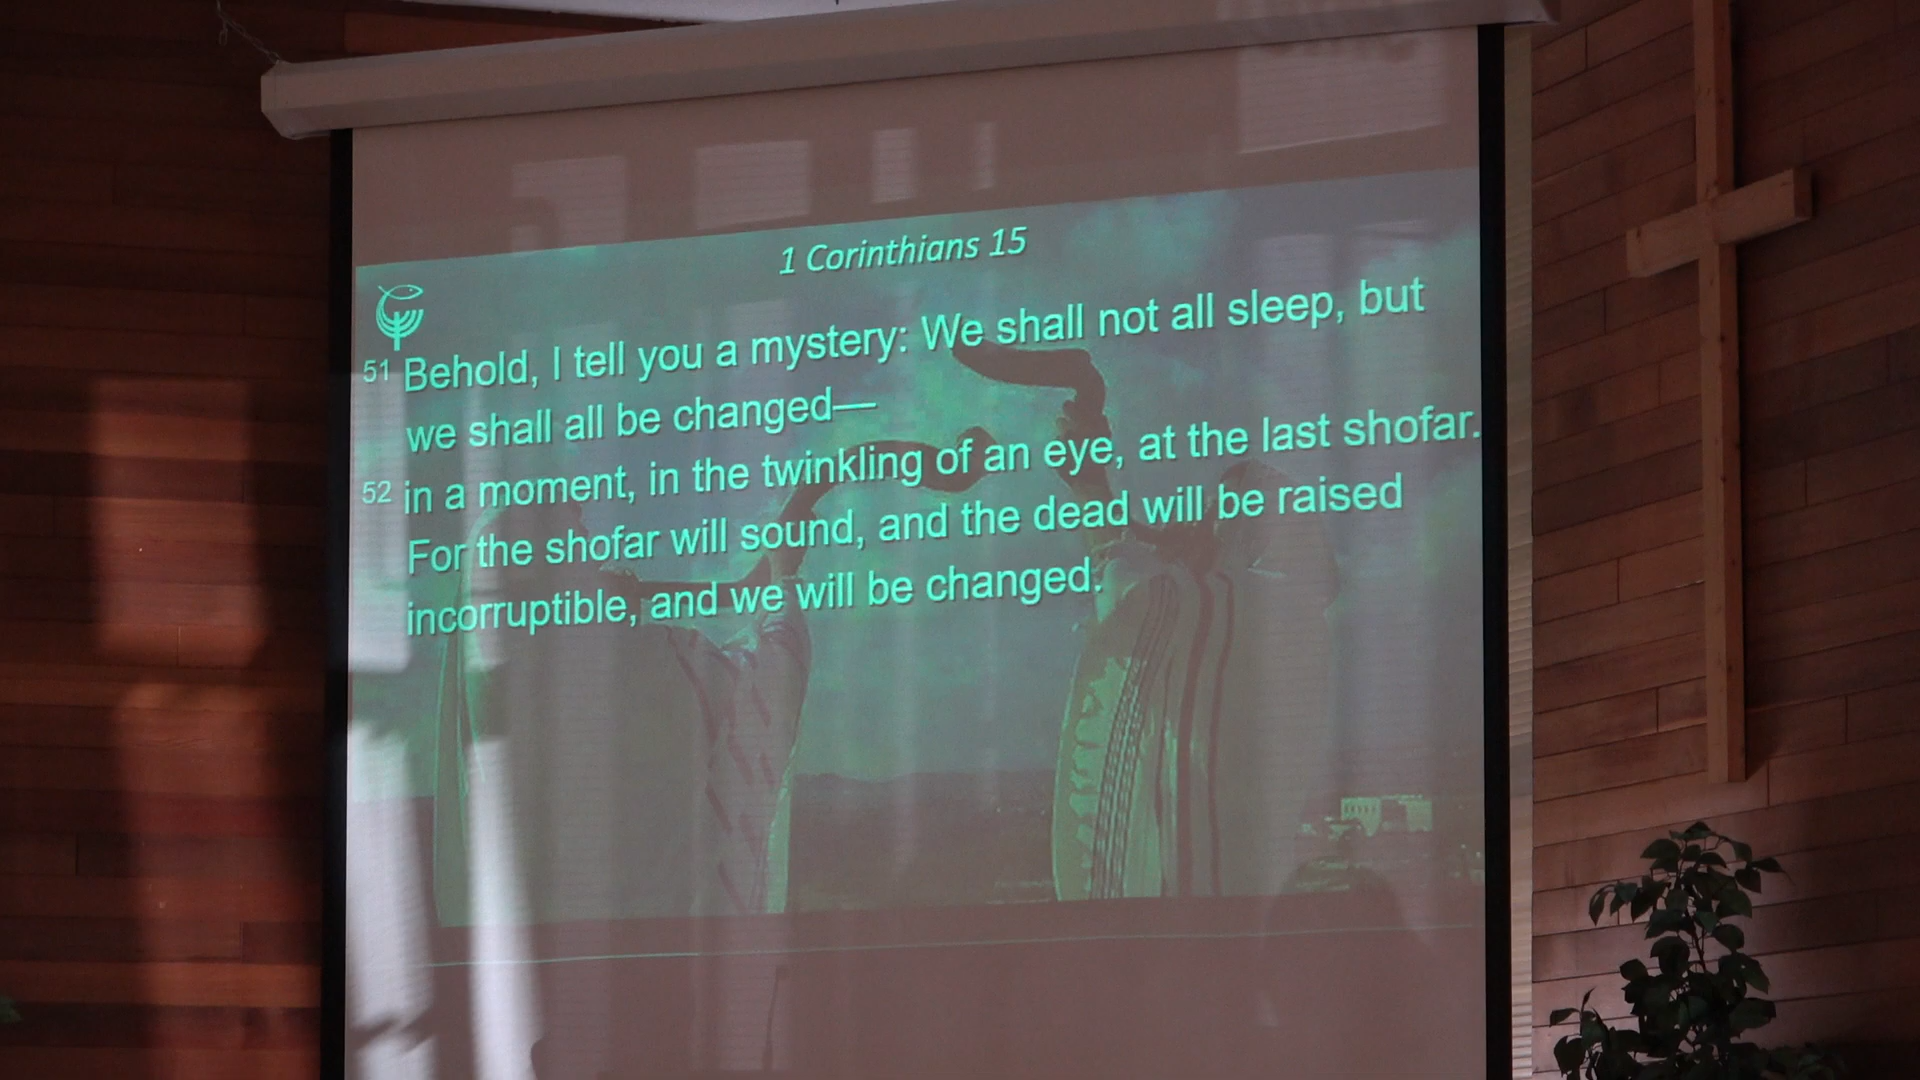 1 Corinthians 15
51 Behold, I tell you a mystery: We shall not all sleep, but
we shall all be changed—
52 in a moment, in the twinkling of an eye, at the last shofar.
For the shofar will sound, and the dead will be raised
incorruptible, and we will be changed.